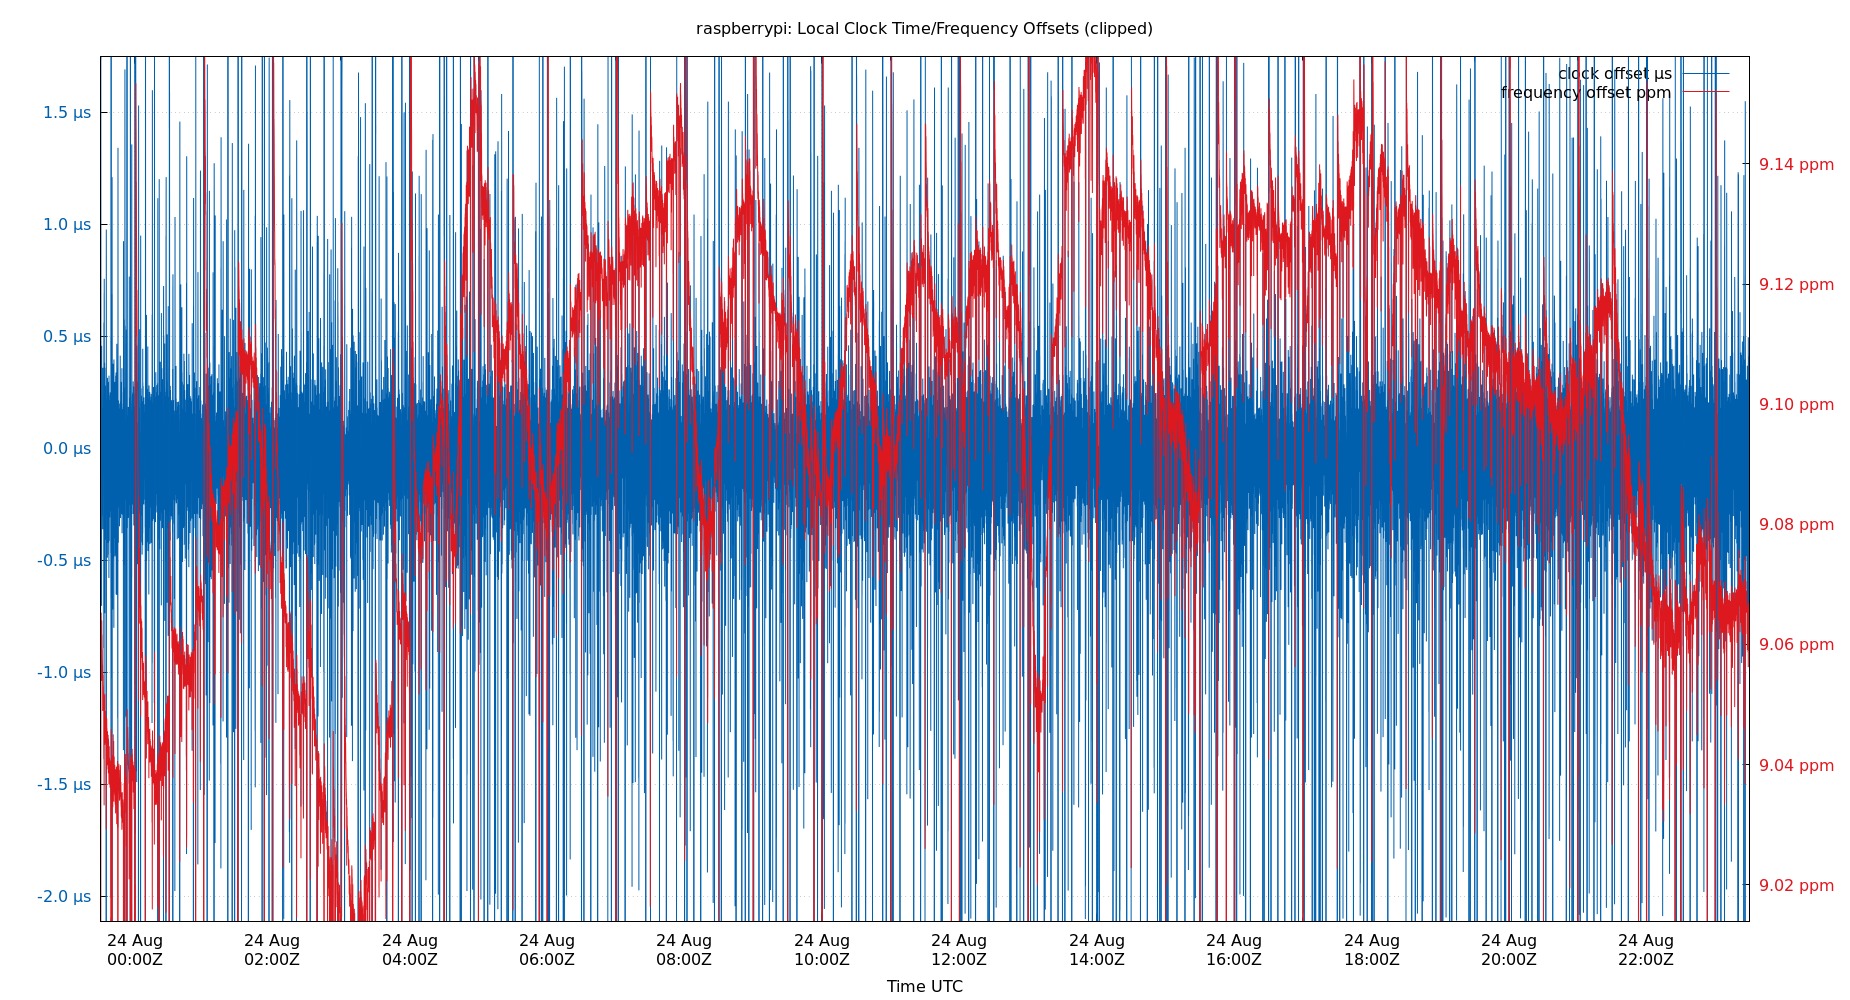 raspberrypi: Local Clock Time/Frequency Offsets (clipped)
clock offset µs
frequency offset ppm
1.5 µs
1.0 µs
0.5 µs
0.0 µs
-0.5 µs
-1.0 µs
-1.5 µs
-2.0 µs
9.14 ppm
9.12 ppm
9.10 ppm
9.08 ppm
9.06 ppm
9.04 ppm
9.02 ppm
24 Aug 24 Aug 24 Aug 24 Aug 24 Aug 24 Aug 24 Aug 24 Aug 24 Aug 24 Aug 24 Aug 24 Aug
00:00Z 02:00Z 04:00Z 06:00Z 08:00Z 10:00Z 12:00Z 14:00Z 16:00Z 18:00Z 20:00Z 22:00Z
Time UTC